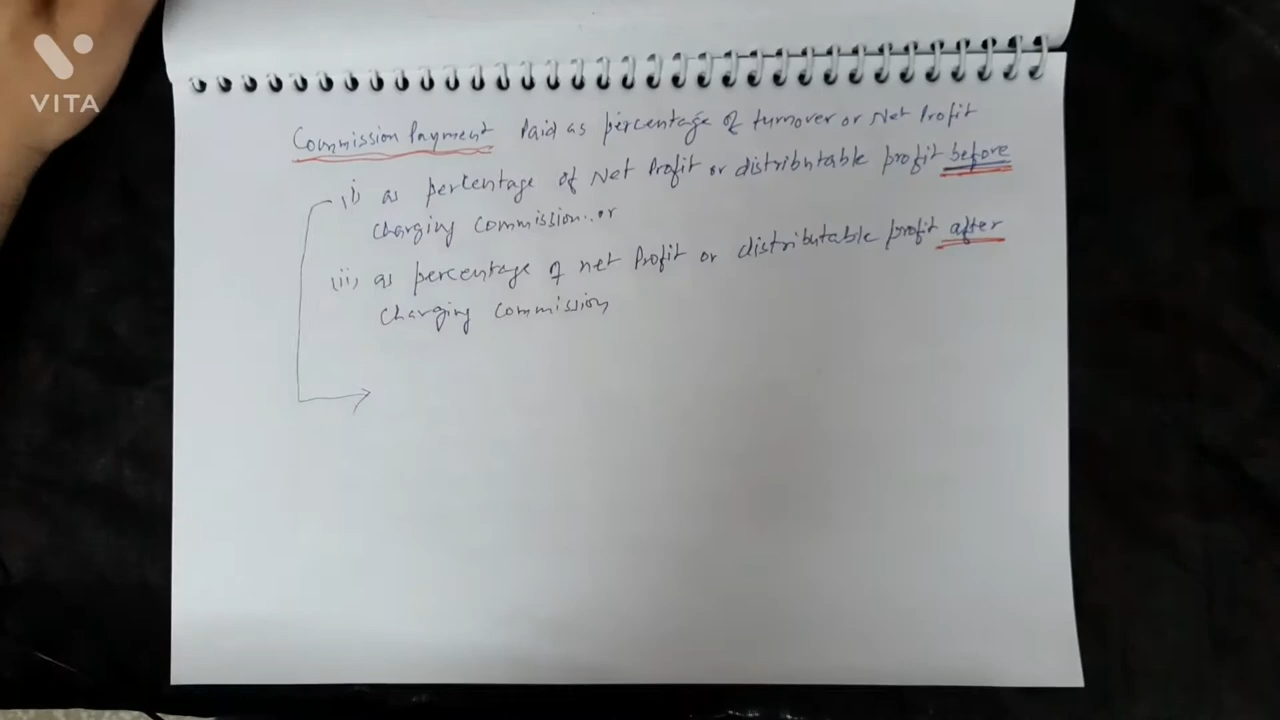 VITA
Commission Payment Paid as percentage of turnover or Net Profit
(i) as percentage of Net Profit or distributable profit before
charging commission.. or
(ii) as percentage of net Profit or distributable profit after
charging commission